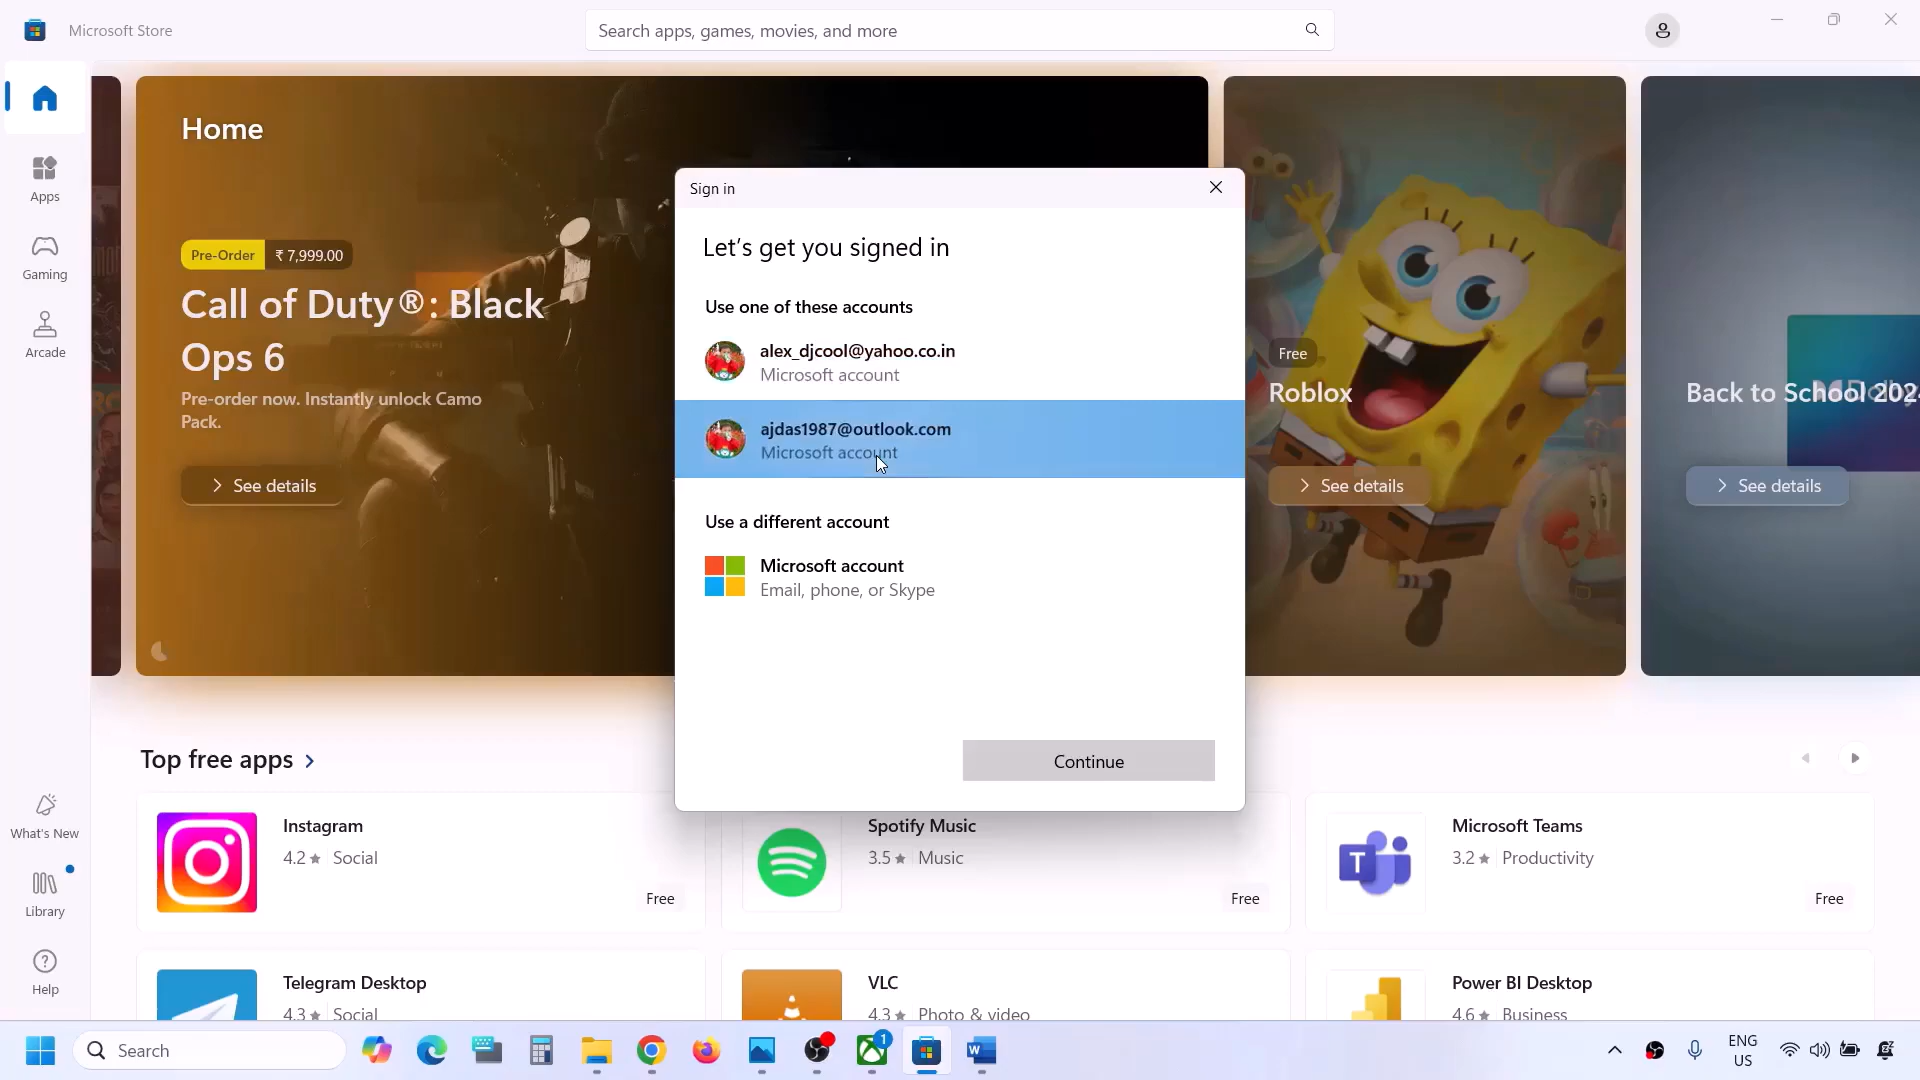 Microsoft Store
Search apps, games, movies, and more
Home
Apps
Gaming
Arcade
Pre-Order ₹ 7,999.00
Call of Duty®: Black
Ops 6
Pre-order now. Instantly unlock Camo
Pack.
See details
Sign in
Let's get you signed in
Use one of these accounts
alex_djcool@yahoo.co.in
Microsoft account
ajdas1987@outlook.com
Microsoft account
Use a different account
Microsoft account
Email, phone, or Skype
Continue
Free
Roblox
See details
Back to School 202
See details
Top free apps
Instagram
4.2 Social
Free
Spotify Music
3.5 Music
Free
Microsoft Teams
3.2 Productivity
Free
Telegram Desktop
4.3 Social
VLC
4.3 Photo & video
Power BI Desktop
4.6 Business
What's New
Library
Help
Search
1
ENG
US